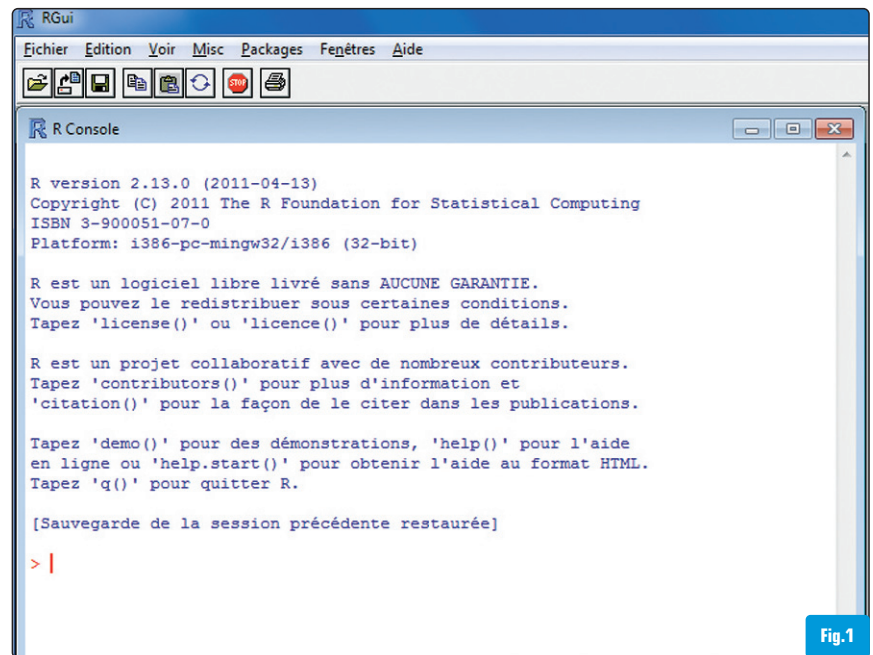 RGui
Fichier Edition Voir Misc Packages Fenêtres Aide
STOP
R Console
R version 2.13.0 (2011-04-13)
Copyright (C) 2011 The R Foundation for Statistical Computing
ISBN 3-900051-07-0
Platform: i386-pc-mingw32/i386 (32-bit)
R est un logiciel libre livré sans AUCUNE GARANTIE.
Vous pouvez le redistribuer sous certaines conditions.
Tapez 'license()' ou 'licence()' pour plus de détails.
R est un projet collaboratif avec de nombreux contributeurs.
Tapez 'contributors()' pour plus d'information et
'citation()' pour la façon de le citer dans les publications.
Tapez 'demo()' pour des démonstrations, 'help()' pour l'aide
en ligne ou 'help.start()' pour obtenir l'aide au format HTML.
Tapez 'q()' pour quitter R.
[Sauvegarde de la session précédente restaurée]
>
Fig.1